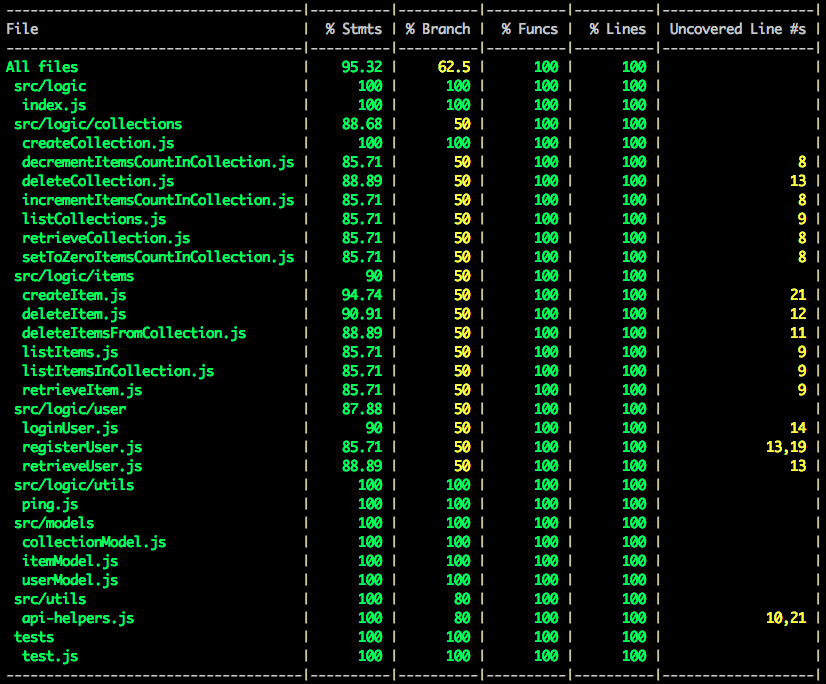 -------------------------------------|----------|----------|----------|----------|-------------------|
File                                 |  % Stmts | % Branch |  % Funcs |  % Lines | Uncovered Line #s |
-------------------------------------|----------|----------|----------|----------|-------------------|
All files                            |    95.32 |     62.5 |      100 |      100 |                   |
 src/logic                           |      100 |      100 |      100 |      100 |                   |
  index.js                           |      100 |      100 |      100 |      100 |                   |
 src/logic/collections               |    88.68 |       50 |      100 |      100 |                   |
  createCollection.js                |      100 |      100 |      100 |      100 |                   |
  decrementItemsCountInCollection.js |    85.71 |       50 |      100 |      100 |                 8 |
  deleteCollection.js                |    88.89 |       50 |      100 |      100 |                13 |
  incrementItemsCountInCollection.js |    85.71 |       50 |      100 |      100 |                 8 |
  listCollections.js                 |    85.71 |       50 |      100 |      100 |                 9 |
  retrieveCollection.js              |    85.71 |       50 |      100 |      100 |                 8 |
  setToZeroItemsCountInCollection.js |    85.71 |       50 |      100 |      100 |                 8 |
 src/logic/items                     |       90 |       50 |      100 |      100 |                   |
  createItem.js                      |    94.74 |       50 |      100 |      100 |                21 |
  deleteItem.js                      |    90.91 |       50 |      100 |      100 |                12 |
  deleteItemsFromCollection.js       |    88.89 |       50 |      100 |      100 |                11 |
  listItems.js                       |    85.71 |       50 |      100 |      100 |                 9 |
  listItemsInCollection.js           |    85.71 |       50 |      100 |      100 |                 9 |
  retrieveItem.js                    |    85.71 |       50 |      100 |      100 |                 9 |
 src/logic/user                      |    87.88 |       50 |      100 |      100 |                   |
  loginUser.js                       |       90 |       50 |      100 |      100 |                14 |
  registerUser.js                    |    85.71 |       50 |      100 |      100 |             13,19 |
  retrieveUser.js                    |    88.89 |       50 |      100 |      100 |                13 |
 src/logic/utils                     |      100 |      100 |      100 |      100 |                   |
  ping.js                            |      100 |      100 |      100 |      100 |                   |
 src/models                          |      100 |      100 |      100 |      100 |                   |
  collectionModel.js                 |      100 |      100 |      100 |      100 |                   |
  itemModel.js                       |      100 |      100 |      100 |      100 |                   |
  userModel.js                       |      100 |      100 |      100 |      100 |                   |
 src/utils                           |      100 |       80 |      100 |      100 |                   |
  api-helpers.js                     |      100 |       80 |      100 |      100 |             10,21 |
 tests                               |      100 |      100 |      100 |      100 |                   |
  test.js                            |      100 |      100 |      100 |      100 |                   |
-------------------------------------|----------|----------|----------|----------|-------------------|